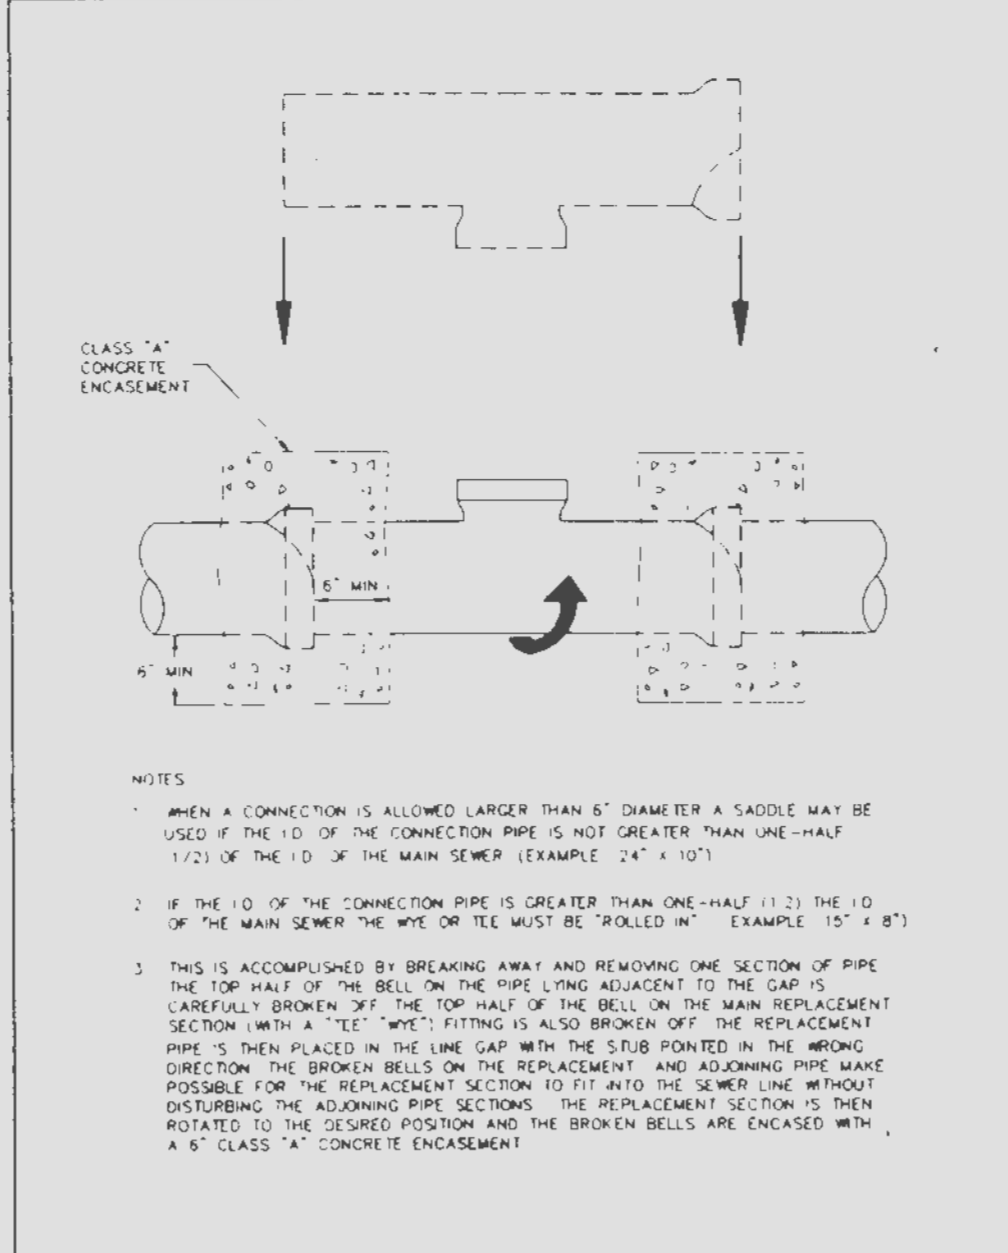 CLASS "A"
CONCRETE
ENCASEMENT
6" MIN
6" MIN
NOTES
1 WHEN A CONNECTION IS ALLOWED LARGER THAN 6" DIAMETER A SADDLE MAY BE
USED IF THE I D OF THE CONNECTION PIPE IS NOT GREATER THAN ONE-HALF
1/2) OF THE I D OF THE MAIN SEWER (EXAMPLE 24" x 10")
2 IF THE I D OF THE CONNECTION PIPE IS GREATER THAN ONE-HALF (1 2) THE I D
OF THE MAIN SEWER THE WYE OR TEE MUST BE "ROLLED IN" EXAMPLE 15" x 8")
3 THIS IS ACCOMPLISHED BY BREAKING AWAY AND REMOVING ONE SECTION OF PIPE
THE TOP HALF OF THE BELL ON THE PIPE LYING ADJACENT TO THE GAP IS
CAREFULLY BROKEN OFF THE TOP HALF OF THE BELL ON THE MAIN REPLACEMENT
SECTION (WITH A "TEE" "WYE") FITTING IS ALSO BROKEN OFF THE REPLACEMENT
PIPE IS THEN PLACED IN THE LINE GAP WITH THE STUB POINTED IN THE WRONG
DIRECTION THE BROKEN BELLS ON THE REPLACEMENT AND ADJOINING PIPE MAKE
POSSIBLE FOR THE REPLACEMENT SECTION TO FIT INTO THE SEWER LINE WITHOUT
DISTURBING THE ADJOINING PIPE SECTIONS THE REPLACEMENT SECTION IS THEN
ROTATED TO THE DESIRED POSITION AND THE BROKEN BELLS ARE ENCASED WITH
A 6" CLASS "A" CONCRETE ENCASEMENT